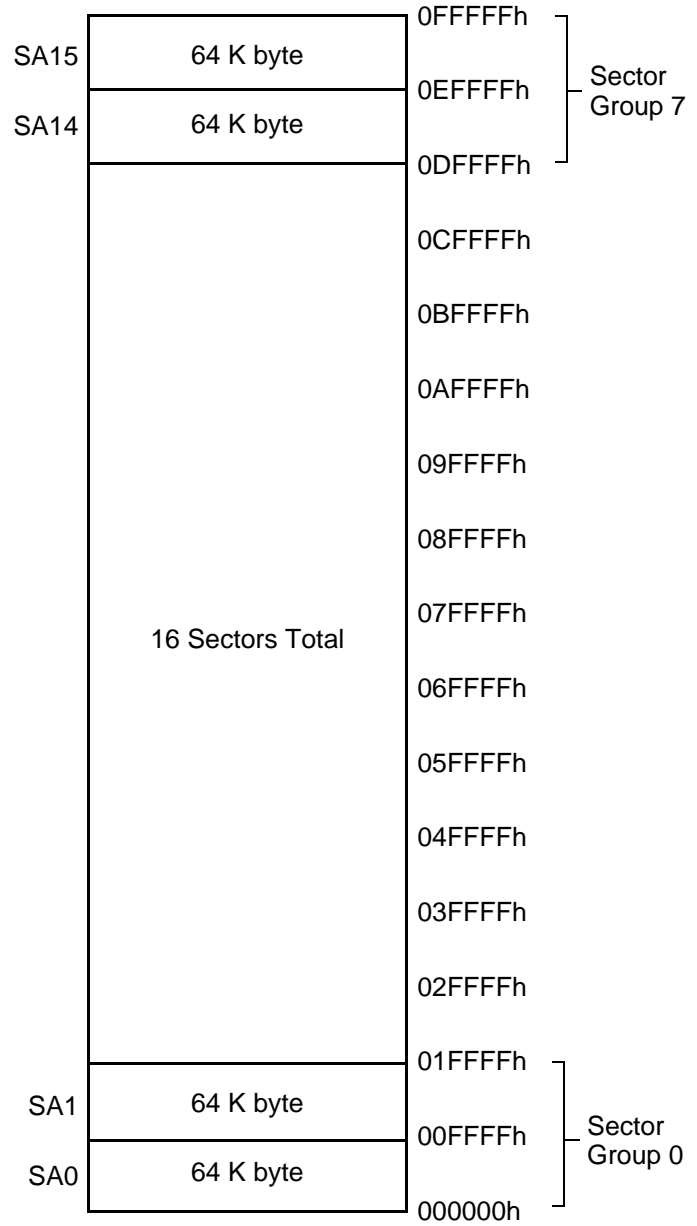 0FFFFFh
SA15 64 K byte
0EFFFFh
Sector
Group 7
SA14 64 K byte
0DFFFFh
0CFFFFh
0BFFFFh
0AFFFFh
09FFFFh
08FFFFh
07FFFFh
16 Sectors Total
06FFFFh
05FFFFh
04FFFFh
03FFFFh
02FFFFh
01FFFFh
SA1 64 K byte
00FFFFh
Sector
Group 0
SA0 64 K byte
000000h